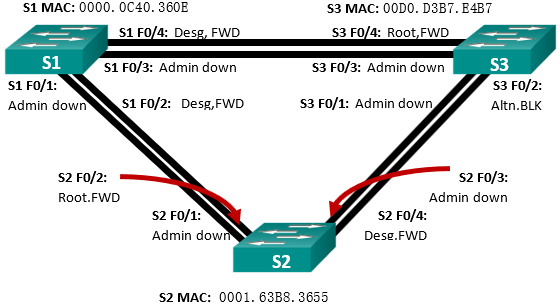 S1 MAC: 0000.0C40.360E
S3 MAC: 00D0.D3B7.E4B7
S1 F0/4: Desg, FWD
S3 F0/4: Root,FWD
S1
S3
S1 F0/3: Admin down
S3 F0/3: Admin down
S1 F0/1:
Admin down
S1 F0/2: Desg,FWD
S3 F0/1: Admin down
S3 F0/2:
Altn.BLK
S2 F0/2:
Root.FWD
S2 F0/3:
Admin down
S2 F0/1:
Admin down
S2 F0/4:
Desg.FWD
S2
S2 MAC: 0001.63B8.3655